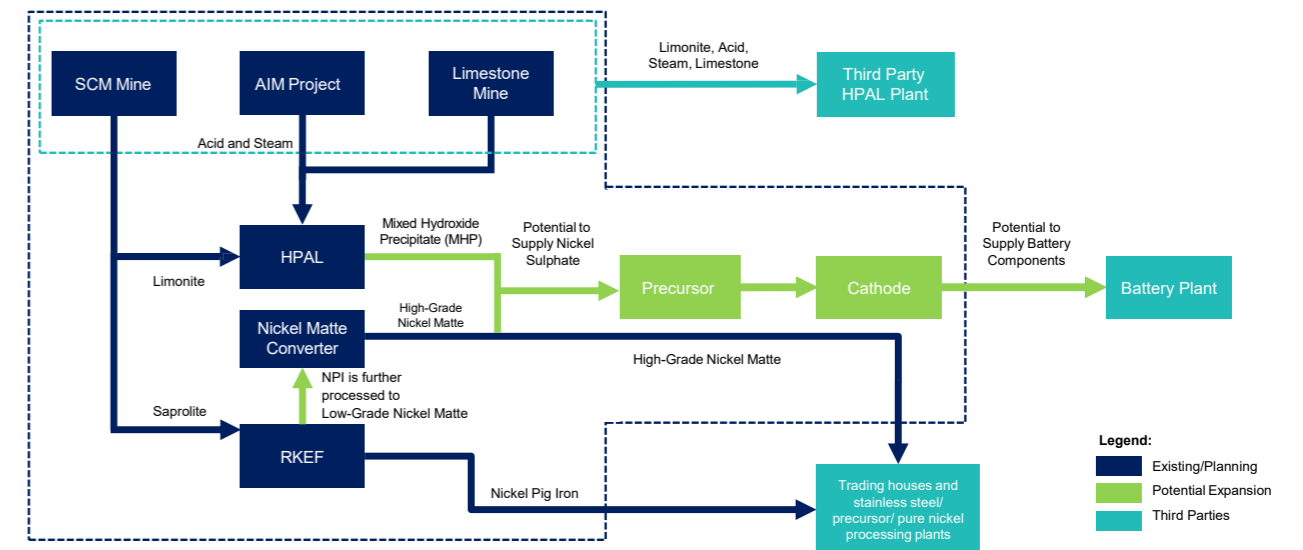 SCM Mine
AIM Project
Limestone
Mine
Limonite, Acid,
Steam, Limestone
Third Party
HPAL Plant
Acid and Steam
HPAL
Limonite
Mixed Hydroxide
Precipitate (MHP)
Potential to
Supply Nickel
Sulphate
Precursor
Cathode
Potential to
Supply Battery
Components
Battery Plant
High-Grade
Nickel Matte
Nickel Matte
Converter
High-Grade Nickel Matte
NPI is further
processed to
Low-Grade Nickel Matte
Saprolite
RKEF
Nickel Pig Iron
Trading houses and
stainless steel/
precursor/ pure nickel
processing plants
Legend:
Existing/Planning
Potential Expansion
Third Parties